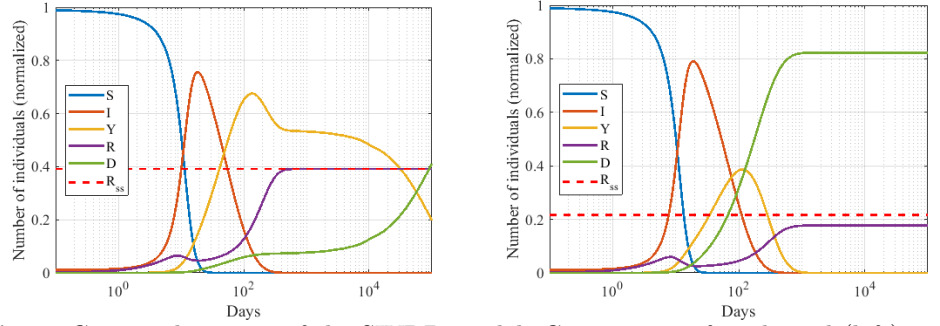 1
0.8
0.6
0.4
0.2
0
Number of individuals (normalized)
S
I
Y
R
D
R_ss
10^0
10^2
10^4
Days
1
0.8
0.6
0.4
0.2
0
Number of individuals (normalized)
S
I
Y
R
D
R_ss
10^0
10^2
10^4
Days